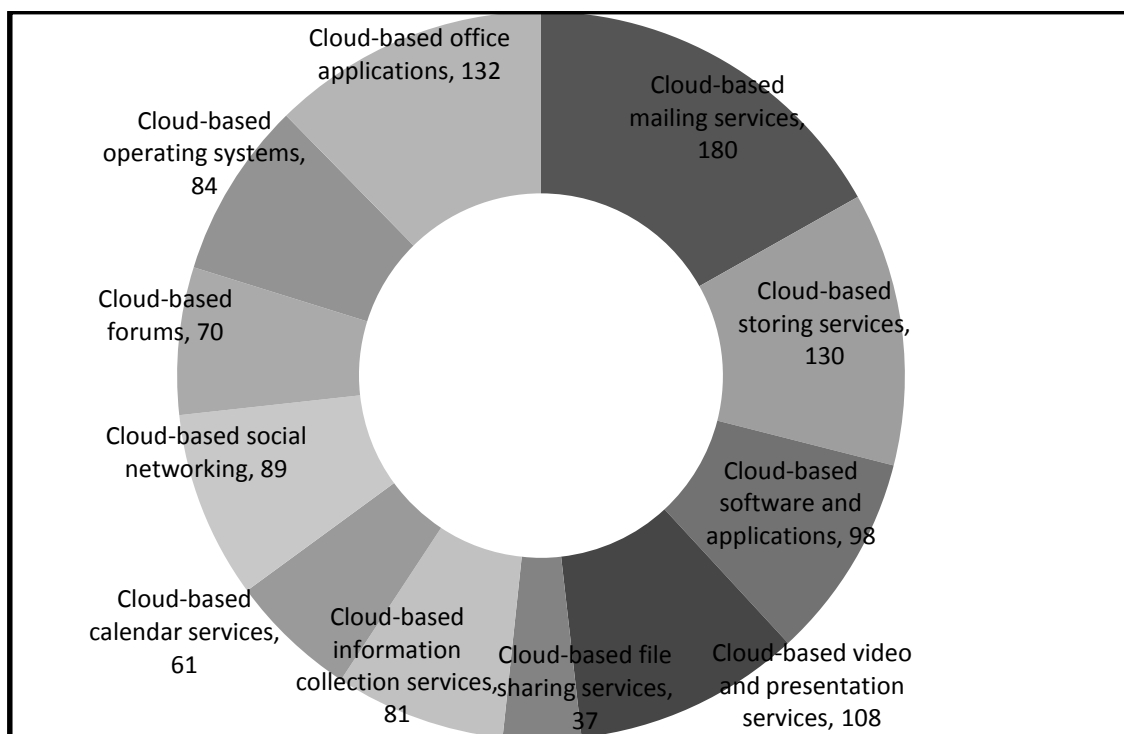 Cloud-based office
applications, 132
Cloud-based
mailing services,
180
Cloud-based
operating systems,
84
Cloud-based
storing services,
130
Cloud-based
forums, 70
Cloud-based social
networking, 89
Cloud-based
software and
applications, 98
Cloud-based
calendar services,
61
Cloud-based
information
collection services,
81
Cloud-based file
sharing services,
37
Cloud-based video
and presentation
services, 108